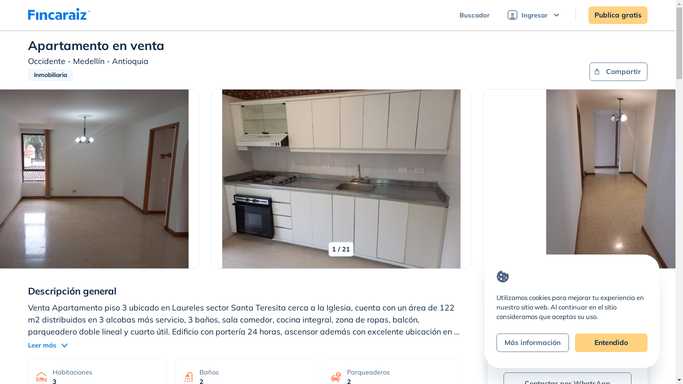 Fincaraiz
Buscador
Ingresar
Publica gratis
Apartamento en venta
Occidente - Medellín - Antioquia
Inmobiliaria
Compartir
1 / 21
Descripción general
Venta Apartamento piso 3 ubicado en Laureles sector Santa Teresita cerca a la Iglesia, cuenta con un área de 122
m2 distribuidos en 3 alcobas más servicio, 3 baños, sala comedor, cocina integral, zona de ropas, balcón,
parqueadero doble lineal y cuarto útil. Edificio con portería 24 horas, ascensor además con excelente ubicación en ...
Leer más
Habitaciones
3
Baños
2
Parqueaderos
2
Utilizamos cookies para mejorar tu experiencia en
nuestro sitio web. Al continuar en el sitio
consideramos que aceptas su uso.
Más información
Entendido
Contactar por WhatsApp